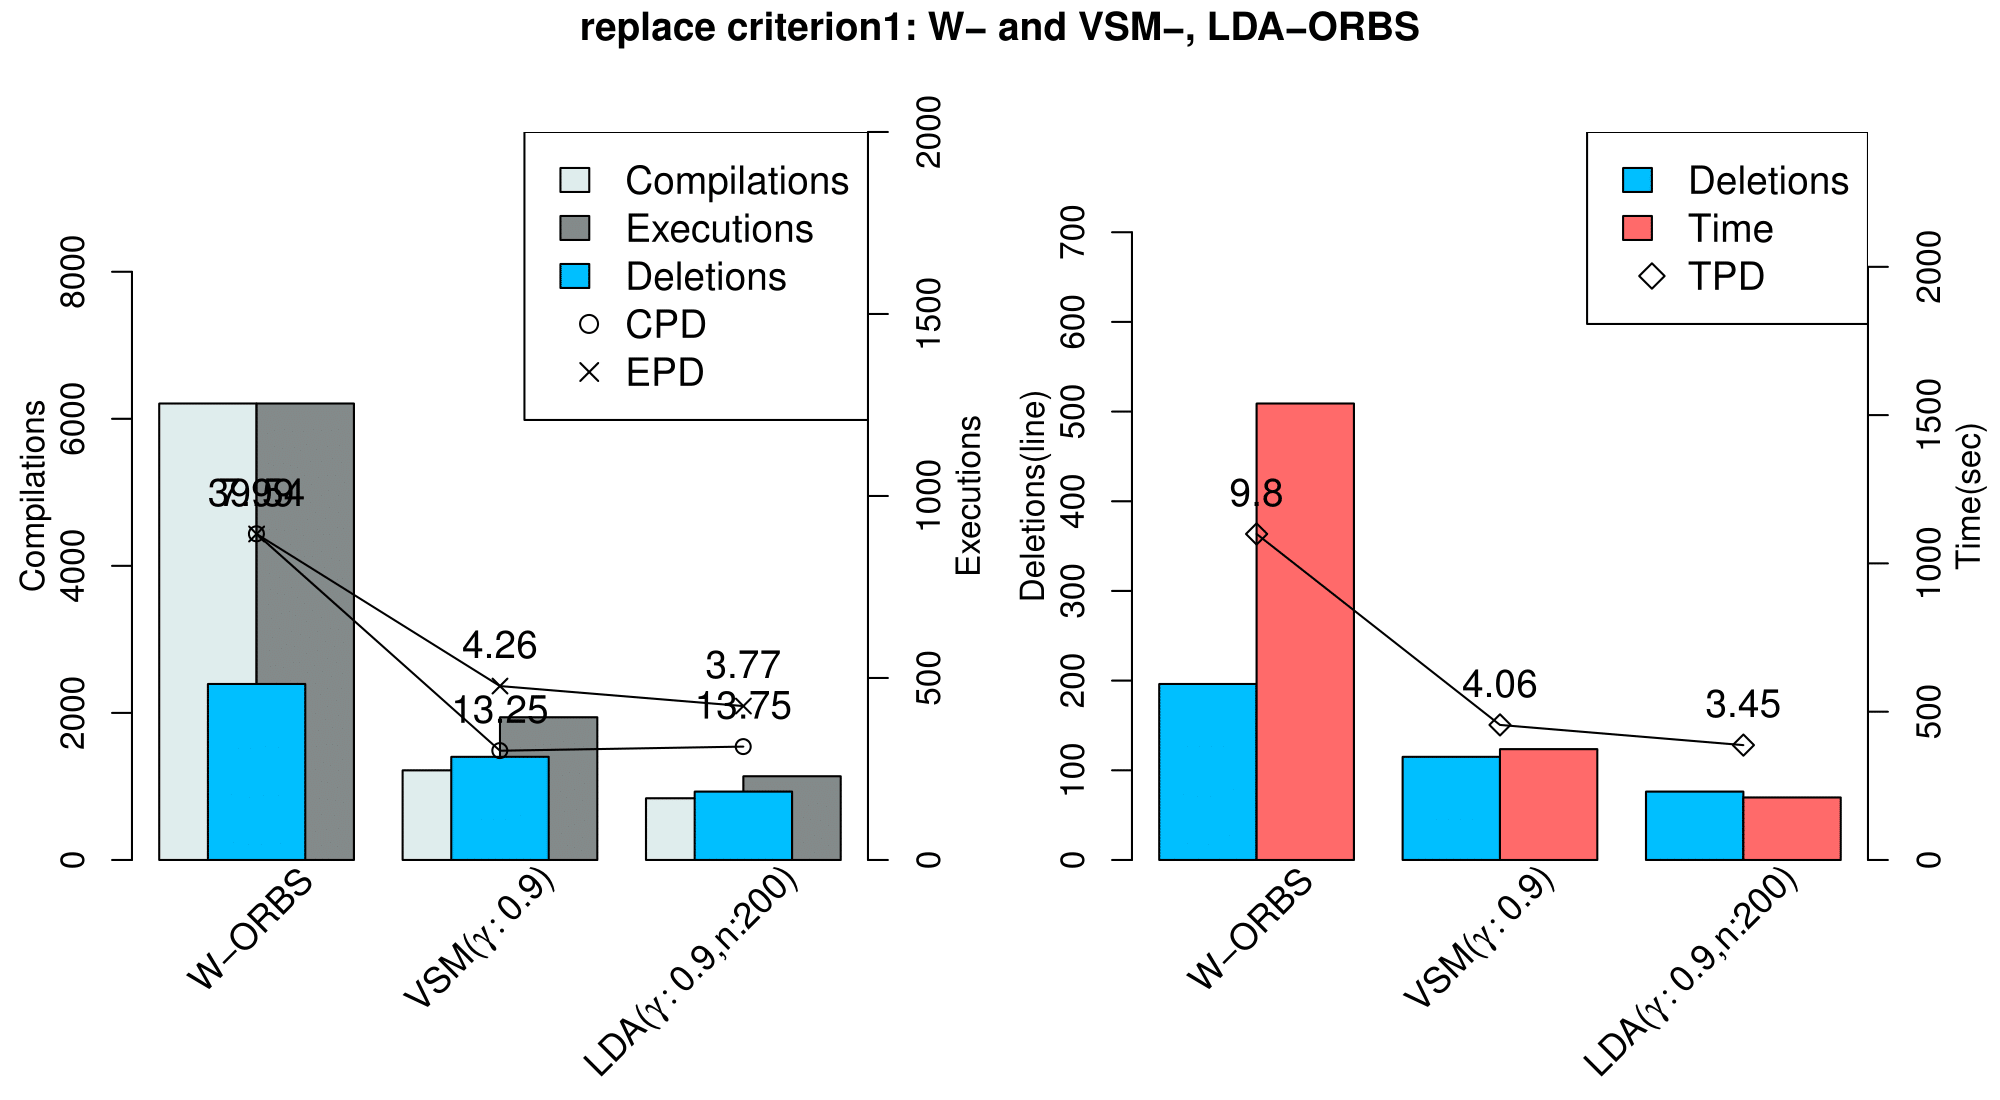 replace criterion1: W− and VSM−, LDA−ORBS
Compilations
Executions
Deletions
CPD
EPD
Compilations
0
2000
4000
6000
8000
4.26
3.77
13.25
13.75
Executions
0
500
1000
1500
2000
W−ORBS
VSM(γ: 0.9)
LDA(γ: 0.9,n:200)
Deletions
Time
TPD
Deletions(line)
0
100
200
300
400
500
600
700
9.8
4.06
3.45
Time(sec)
0
500
1000
1500
20000
W−ORBS
VSM(γ: 0.9)
LDA(γ: 0.9,n:200)